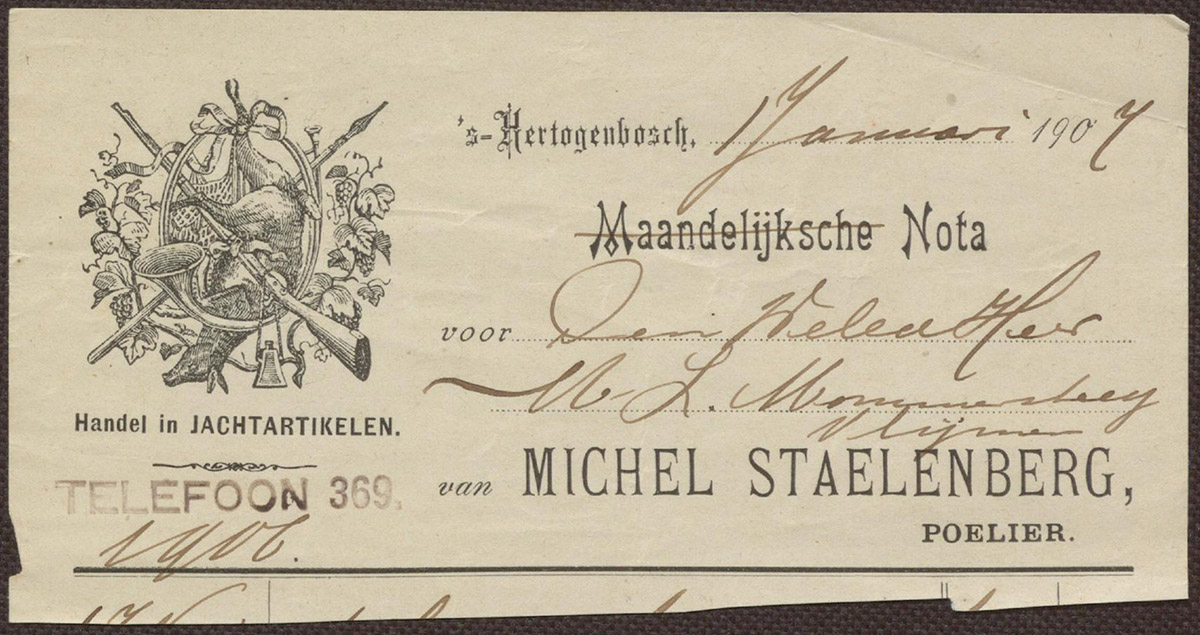 's-Hertogenbosch, 1 Januari 1907
Maandelijksche Nota
voor Den Weled Heer
M L. Mommersteeg
Vlijmen
van MICHEL STAELENBERG,
POELIER.
Handel in JACHTARTIKELEN.
TELEFOON 369.
1906.